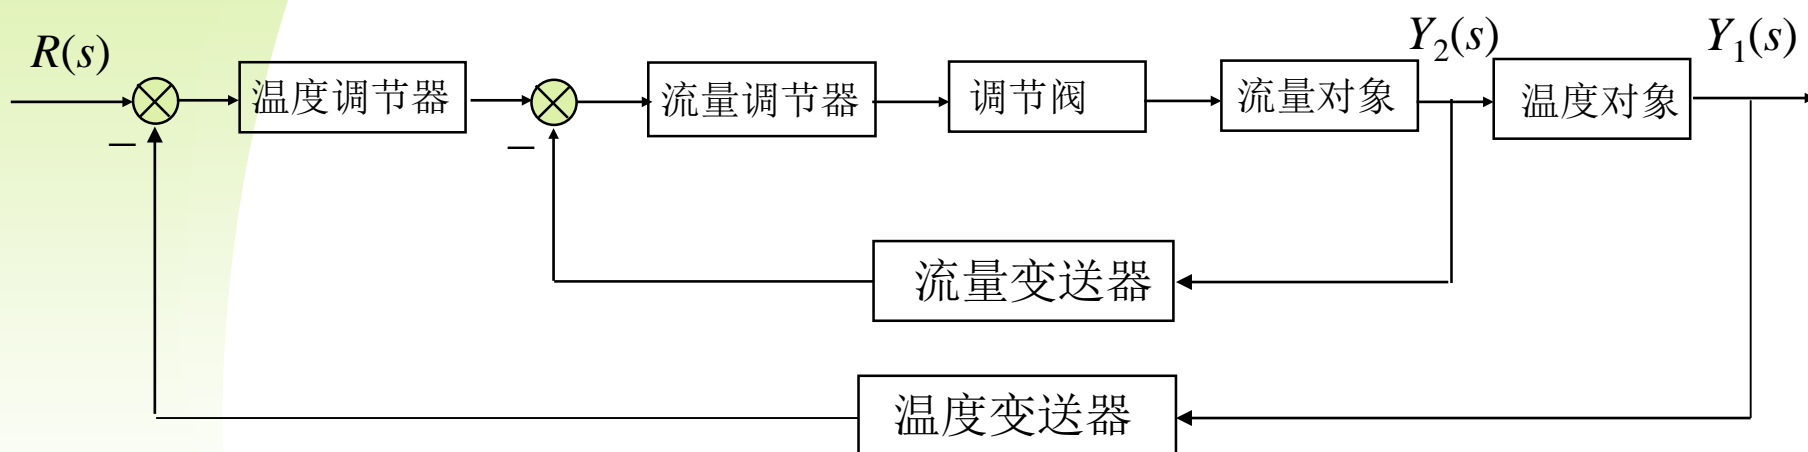 R(s)
Y₂(s)
Y₁(s)
温度调节器
流量调节器
调节阀
流量对象
温度对象
−
−
流量变送器
温度变送器